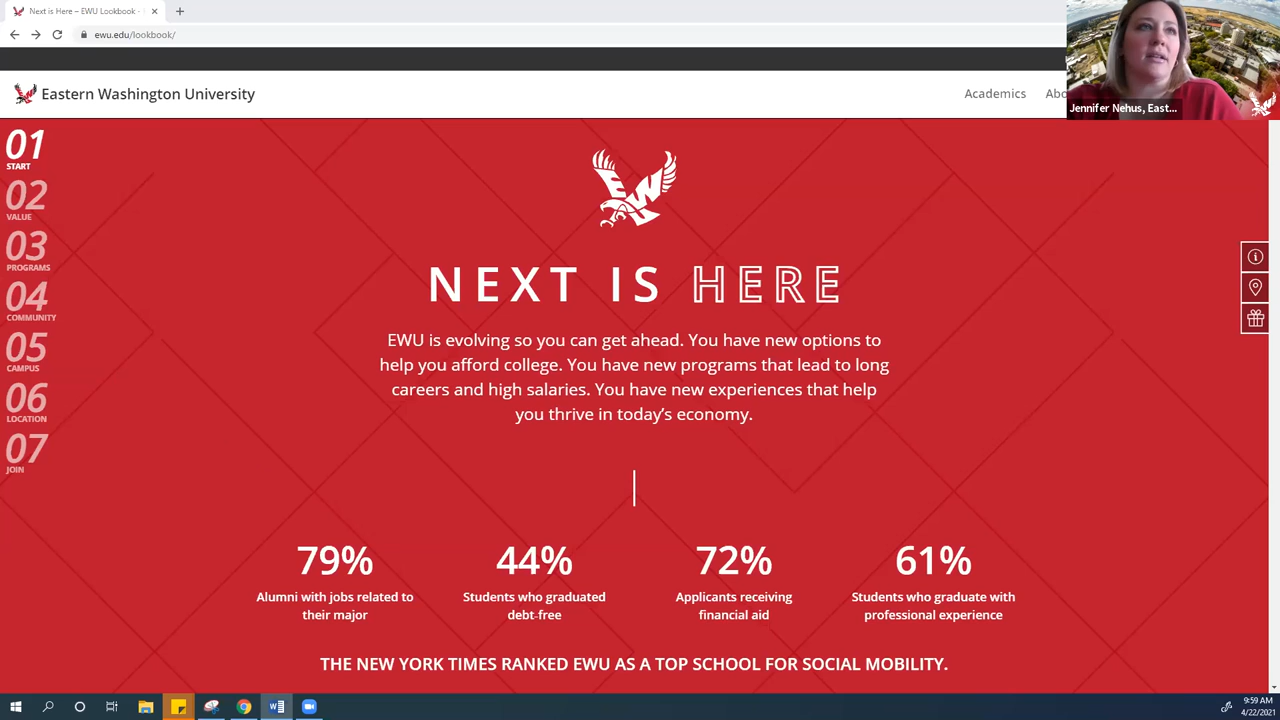 Next is Here – EWU Lookbook -
ewu.edu/lookbook/
Eastern Washington University
Academics
Abo
Jennifer Nehus, East...
01
START
02
VALUE
03
PROGRAMS
04
COMMUNITY
05
CAMPUS
06
LOCATION
07
JOIN
EWU
NEXT IS HERE
EWU is evolving so you can get ahead. You have new options to
help you afford college. You have new programs that lead to long
careers and high salaries. You have new experiences that help
you thrive in today's economy.
79%
Alumni with jobs related to
their major
44%
Students who graduated
debt-free
72%
Applicants receiving
financial aid
61%
Students who graduate with
professional experience
THE NEW YORK TIMES RANKED EWU AS A TOP SCHOOL FOR SOCIAL MOBILITY.
9:59 AM
4/22/2021